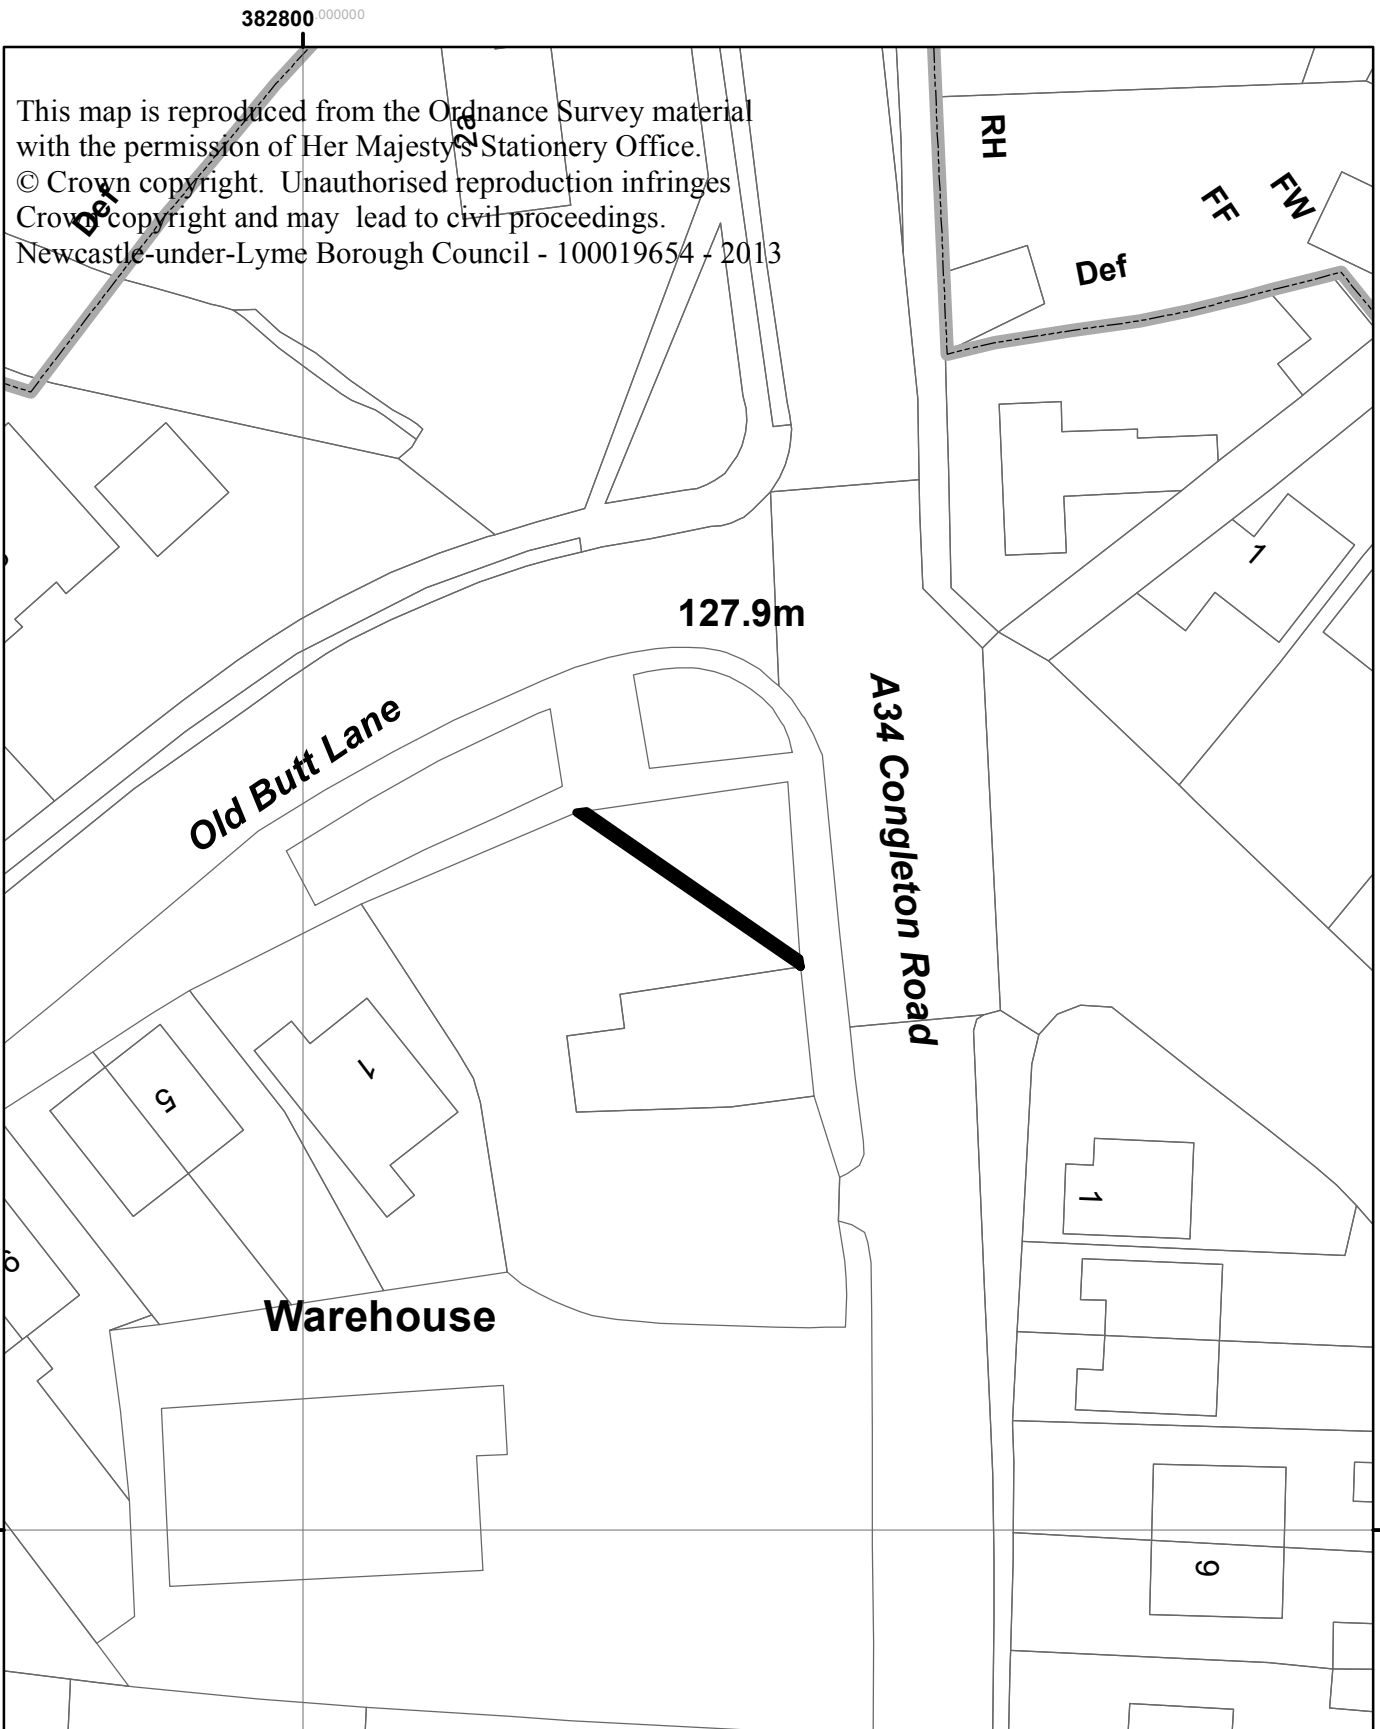 382800.000000
This map is reproduced from the Ordnance Survey material
with the permission of Her Majesty's Stationery Office.
© Crown copyright. Unauthorised reproduction infringes
Crown copyright and may lead to civil proceedings.
Newcastle-under-Lyme Borough Council - 100019654 - 2013
2a
Def
RH
FF
FW
Def
1
127.9m
Old Butt Lane
A34 Congleton Road
5
1
1
9
Warehouse
9